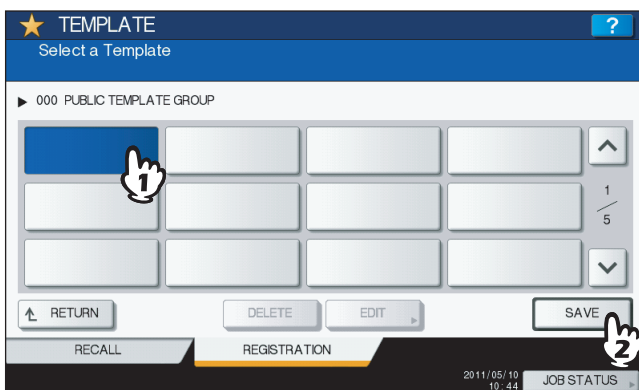 TEMPLATE
?
Select a Template
000 PUBLIC TEMPLATE GROUP
1
1
5
RETURN
DELETE
EDIT
SAVE
2
RECALL
REGISTRATION
2011/05/10
10:44
JOB STATUS